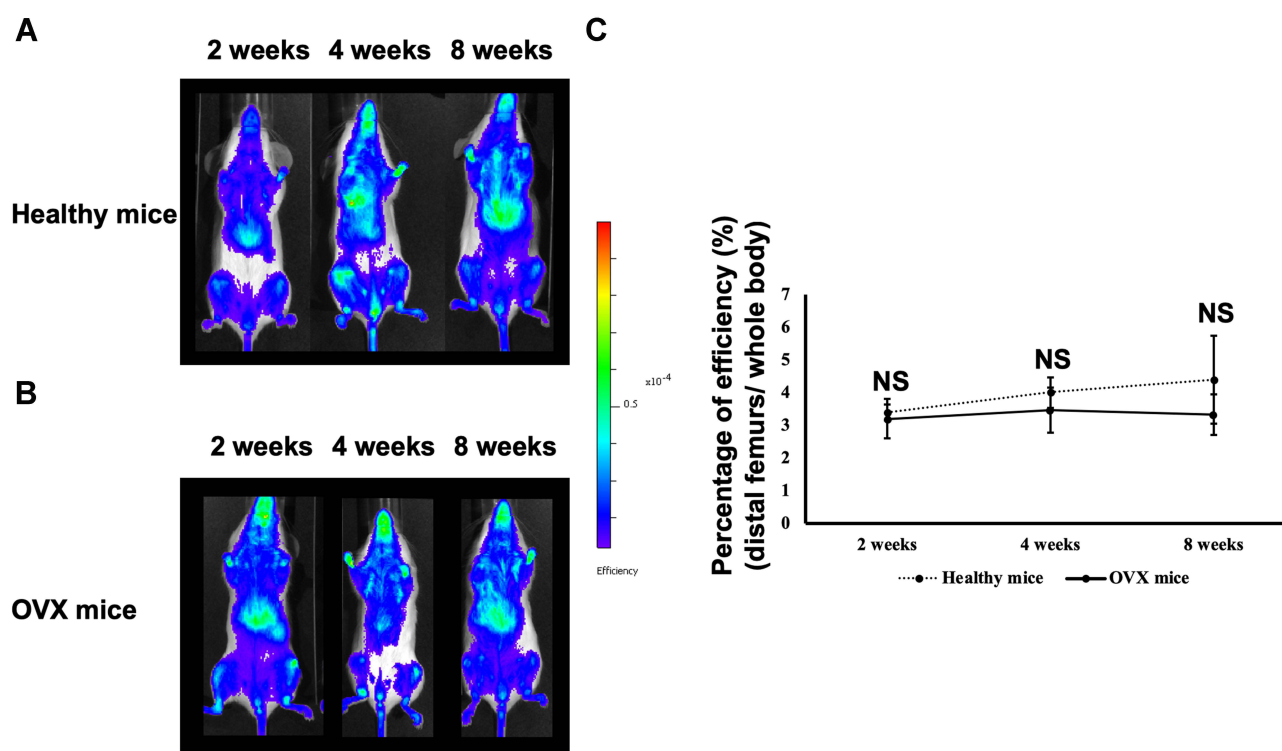 A
2 weeks 4 weeks 8 weeks
Healthy mice
B
2 weeks 4 weeks 8 weeks
OVX mice
x10-4
0.5
Efficiency
C
Percentage of efficiency (%)
(distal femurs/ whole body)
7
6
5
4
3
2
1
0
NS
NS
NS
2 weeks 4 weeks 8 weeks
Healthy mice OVX mice